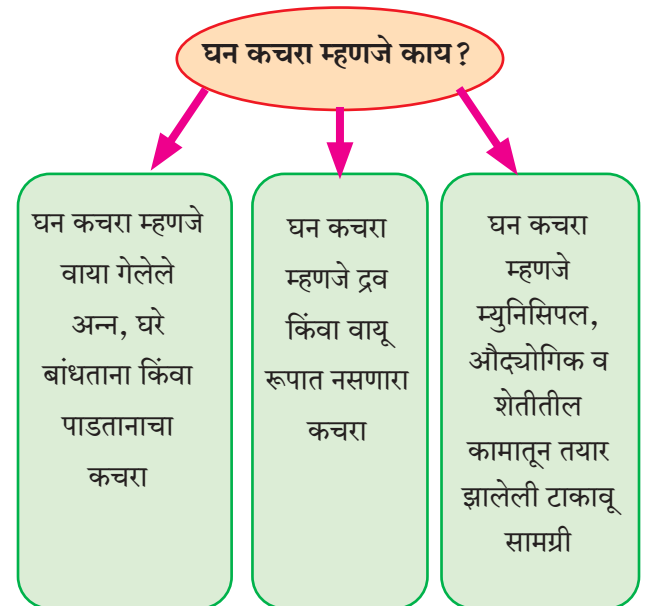 घन कचरा म्हणजे काय?
घन कचरा म्हणजे
वाया गेलेले
अन्न, घरे
बांधताना किंवा
पाडतानाचा
कचरा
घन कचरा
म्हणजे द्रव
किंवा वायू
रूपात नसणारा
कचरा
घन कचरा
म्हणजे
म्युनिसिपल,
औद्योगिक व
शेतीतील
कामातून तयार
झालेली टाकावू
सामग्री